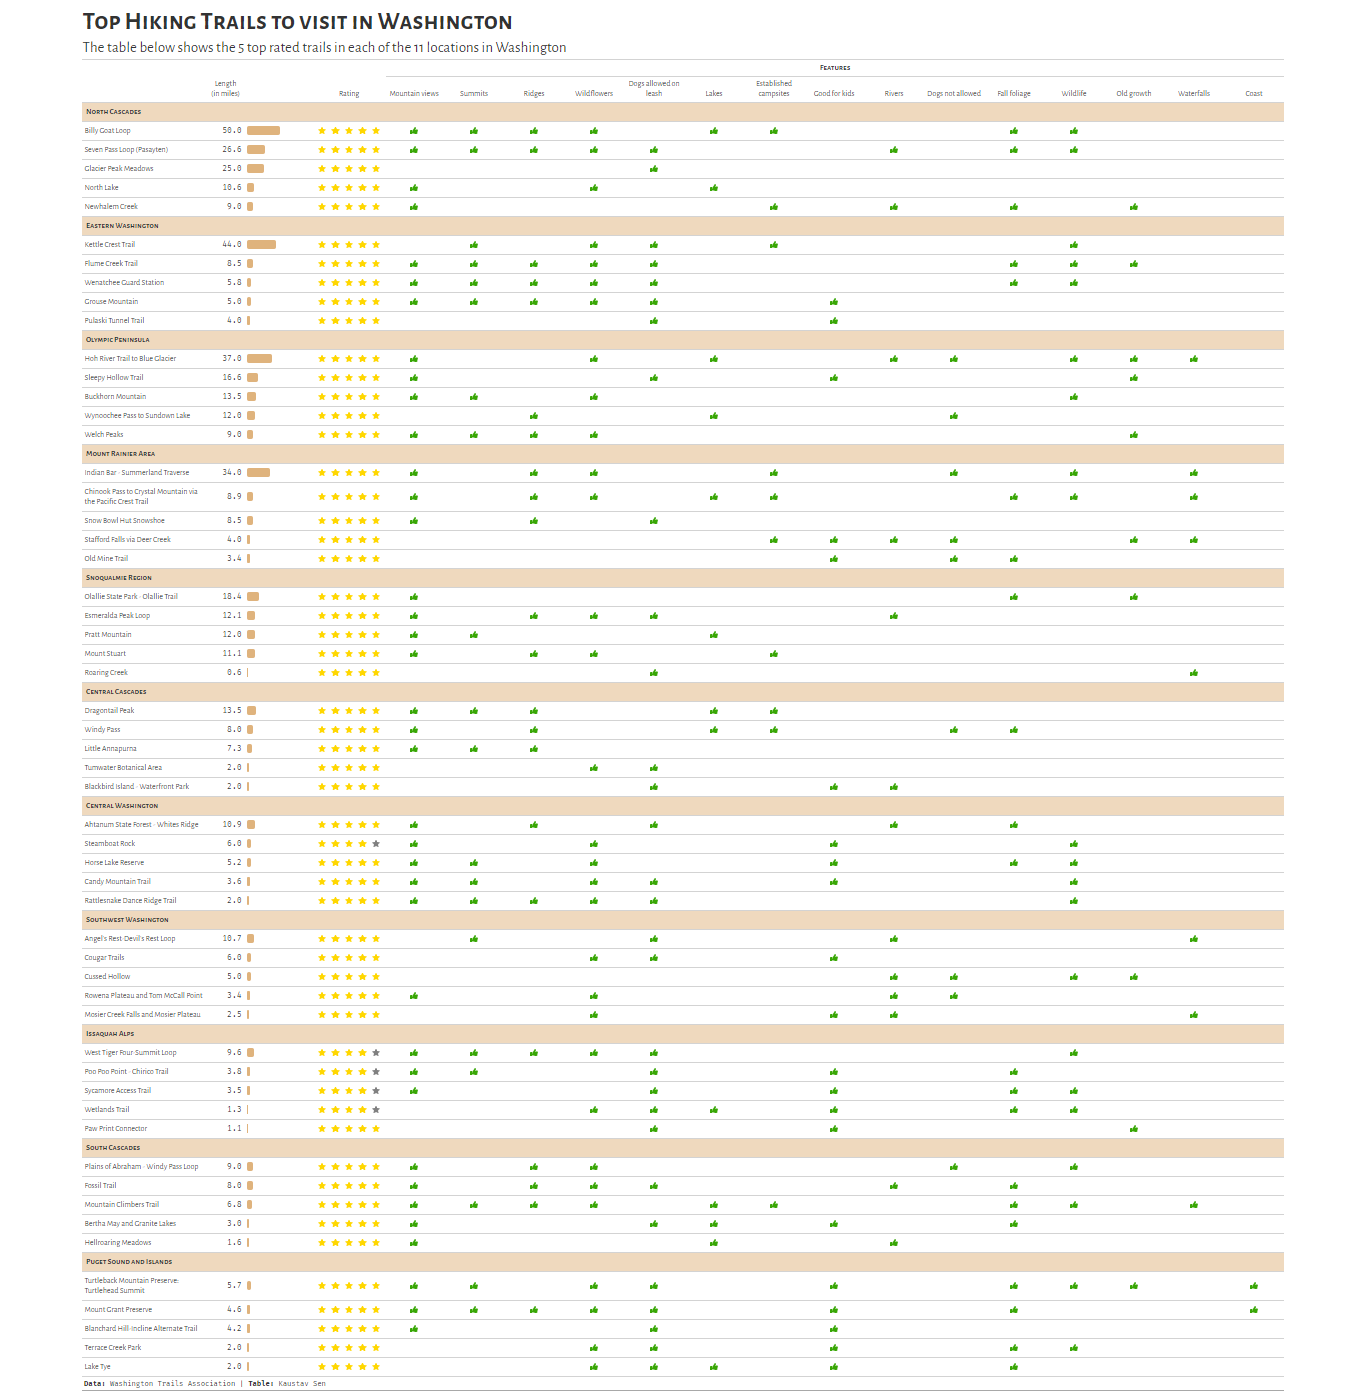 Top Hiking Trails to visit in Washington
The table below shows the 5 top rated trails in each of the 11 locations in Washington
Features
Length (in miles) Rating Mountain views Summits Ridges Wildflowers Dogs allowed on leash Lakes Established campsites Good for kids Rivers Dogs not allowed Fall foliage Wildlife Old growth Waterfalls Coast
North Cascades
Billy Goat Loop 50.0
Seven Pass Loop (Pasayten) 26.6
Glacier Peak Meadows 25.0
North Lake 10.6
Newhalem Creek 9.0
Eastern Washington
Kettle Crest Trail 44.0
Flume Creek Trail 8.5
Wenatchee Guard Station 5.8
Grouse Mountain 5.0
Pulaski Tunnel Trail 4.0
Olympic Peninsula
Hoh River Trail to Blue Glacier 37.0
Sleepy Hollow Trail 16.6
Buckhorn Mountain 13.5
Wynoochee Pass to Sundown Lake 12.0
Welch Peaks 9.0
Mount Rainier Area
Indian Bar - Summerland Traverse 34.0
Chinook Pass to Crystal Mountain via
the Pacific Crest Trail 8.9
Snow Bowl Hut Snowshoe 8.5
Stafford Falls via Deer Creek 4.0
Old Mine Trail 3.4
Snoqualmie Region
Olallie State Park - Olallie Trail 18.4
Esmeralda Peak Loop 12.1
Pratt Mountain 12.0
Mount Stuart 11.1
Roaring Creek 0.6
Central Cascades
Dragontail Peak 13.5
Windy Pass 8.0
Little Annapurna 7.3
Tumwater Botanical Area 2.0
Blackbird Island - Waterfront Park 2.0
Central Washington
Ahtanum State Forest - Whites Ridge 10.9
Steamboat Rock 6.0
Horse Lake Reserve 5.2
Candy Mountain Trail 3.6
Rattlesnake Dance Ridge Trail 2.0
Southwest Washington
Angel's Rest-Devil's Rest Loop 10.7
Cougar Trails 6.0
Cussed Hollow 5.0
Rowena Plateau and Tom McCall Point 3.4
Mosier Creek Falls and Mosier Plateau 2.5
Issaquah Alps
West Tiger Four-Summit Loop 9.6
Poo Poo Point - Chirico Trail 3.8
Sycamore Access Trail 3.5
Wetlands Trail 1.3
Paw Print Connector 1.1
South Cascades
Plains of Abraham - Windy Pass Loop 9.0
Fossil Trail 8.0
Mountain Climbers Trail 6.8
Bertha May and Granite Lakes 3.0
Hellroaring Meadows 1.6
Puget Sound and Islands
Turtleback Mountain Preserve:
Turtlehead Summit 5.7
Mount Grant Preserve 4.6
Blanchard Hill-Incline Alternate Trail 4.2
Terrace Creek Park 2.0
Lake Tye 2.0
Data: Washington Trails Association | Table: Kaustav Sen